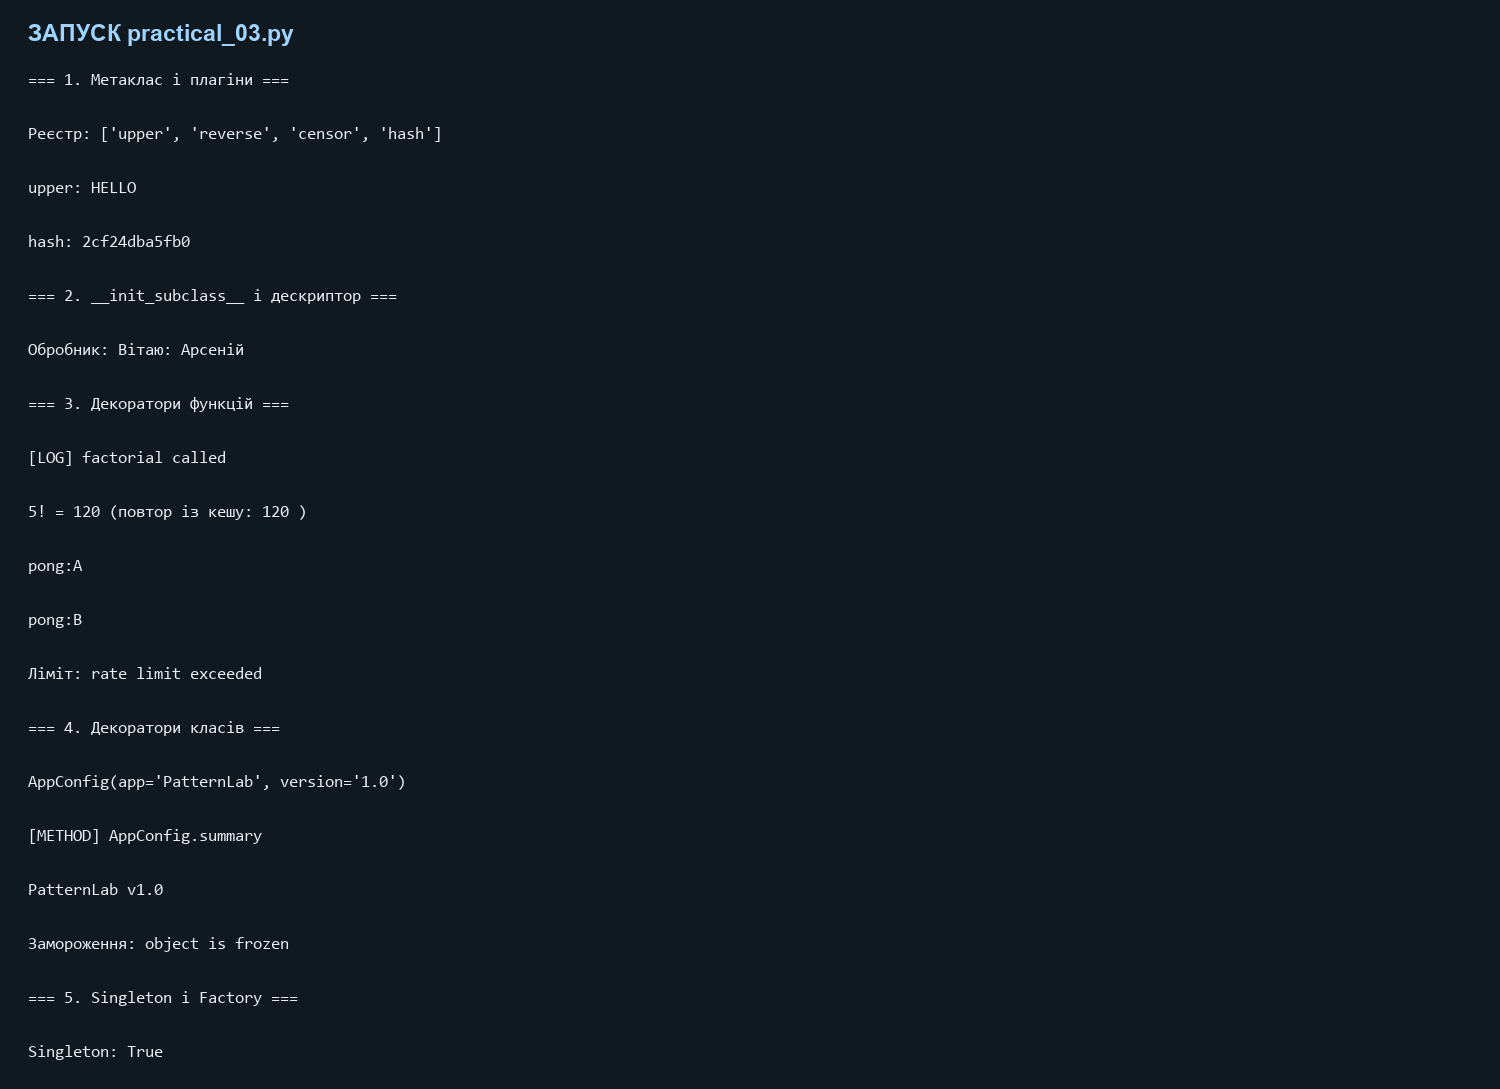 ЗАПУСК practical_03.py
=== 1. Метаклас і плагіни ===
Реєстр: ['upper', 'reverse', 'censor', 'hash']
upper: HELLO
hash: 2cf24dba5fb0
=== 2. __init_subclass__ і дескриптор ===
Обробник: Вітаю: Арсеній
=== 3. Декоратори функцій ===
[LOG] factorial called
5! = 120 (повтор із кешу: 120 )
pong:A
pong:B
Ліміт: rate limit exceeded
=== 4. Декоратори класів ===
AppConfig(app='PatternLab', version='1.0')
[METHOD] AppConfig.summary
PatternLab v1.0
Замороження: object is frozen
=== 5. Singleton і Factory ===
Singleton: True